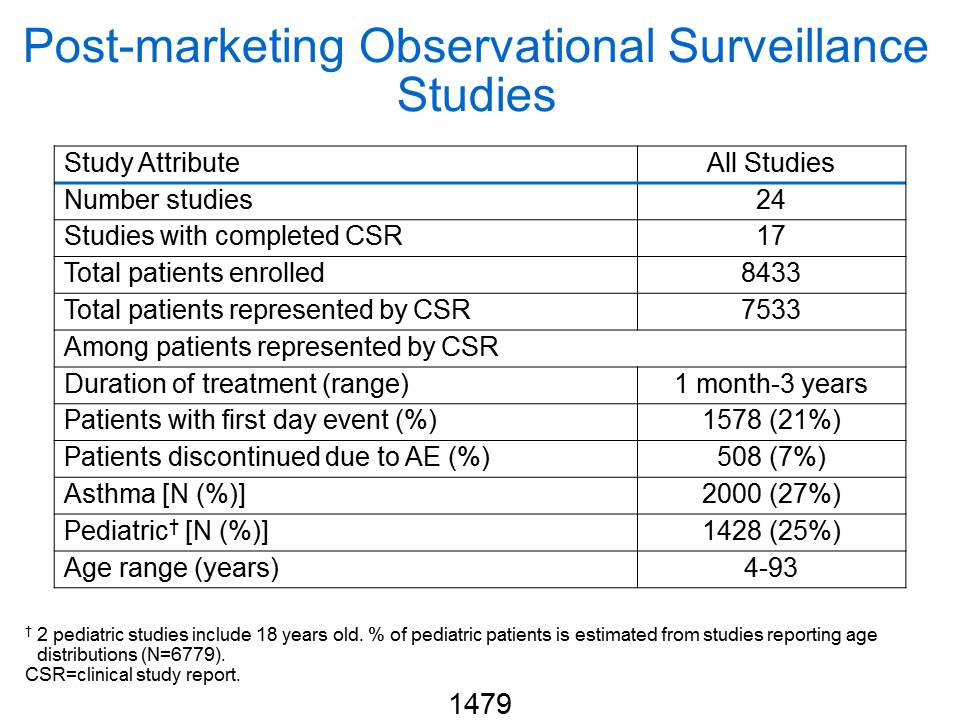 Post-marketing Observational Surveillance
Studies
Study Attribute All Studies
Number studies 24
Studies with completed CSR 17
Total patients enrolled 8433
Total patients represented by CSR 7533
Among patients represented by CSR
Duration of treatment (range) 1 month-3 years
Patients with first day event (%) 1578 (21%)
Patients discontinued due to AE (%) 508 (7%)
Asthma [N (%)] 2000 (27%)
Pediatric† [N (%)] 1428 (25%)
Age range (years) 4-93
† 2 pediatric studies include 18 years old. % of pediatric patients is estimated from studies reporting age
distributions (N=6779).
CSR=clinical study report.
1479